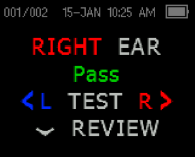 001/002 15-JAN 10:25 AM
RIGHT EAR
Pass
< L TEST R >
REVIEW